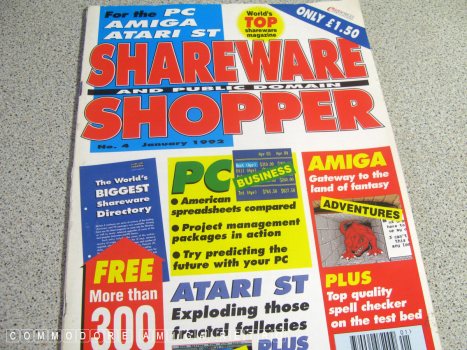 For the PC
AMIGA
ATARI ST
World's
TOP
shareware
magazine
ONLY £1.50
SHAREWARE
AND PUBLIC DOMAIN
SHOPPER
No. 4 January 1992
The World's
BIGGEST
Shareware
Directory
FREE
More than
300
PC
BUSINESS
• American
spreadsheets compared
• Project management
packages in action
• Try predicting the
future with your PC
ATARI ST
Exploding those
fractal fallacies
PLUS
AMIGA
Gateway to the
land of fantasy
ADVENTURES
PLUS
Top quality
spell checker
on the test bed
01>